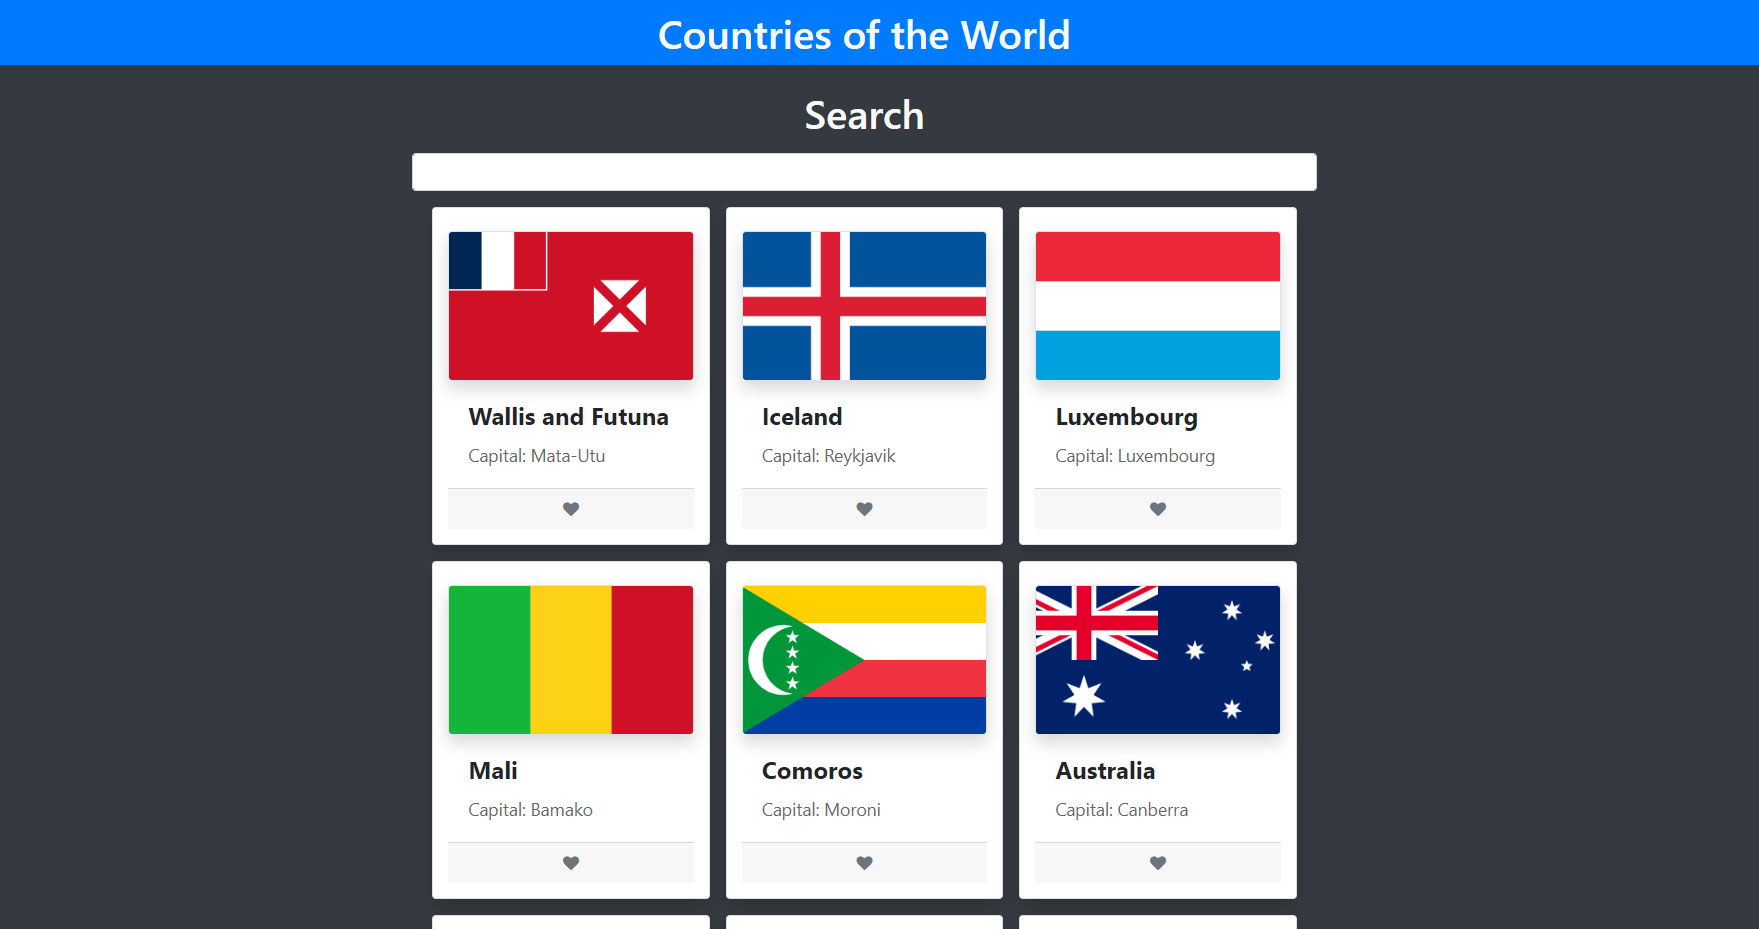 Countries of the World
Search
Wallis and Futuna
Capital: Mata-Utu
Iceland
Capital: Reykjavik
Luxembourg
Capital: Luxembourg
Mali
Capital: Bamako
Comoros
Capital: Moroni
Australia
Capital: Canberra